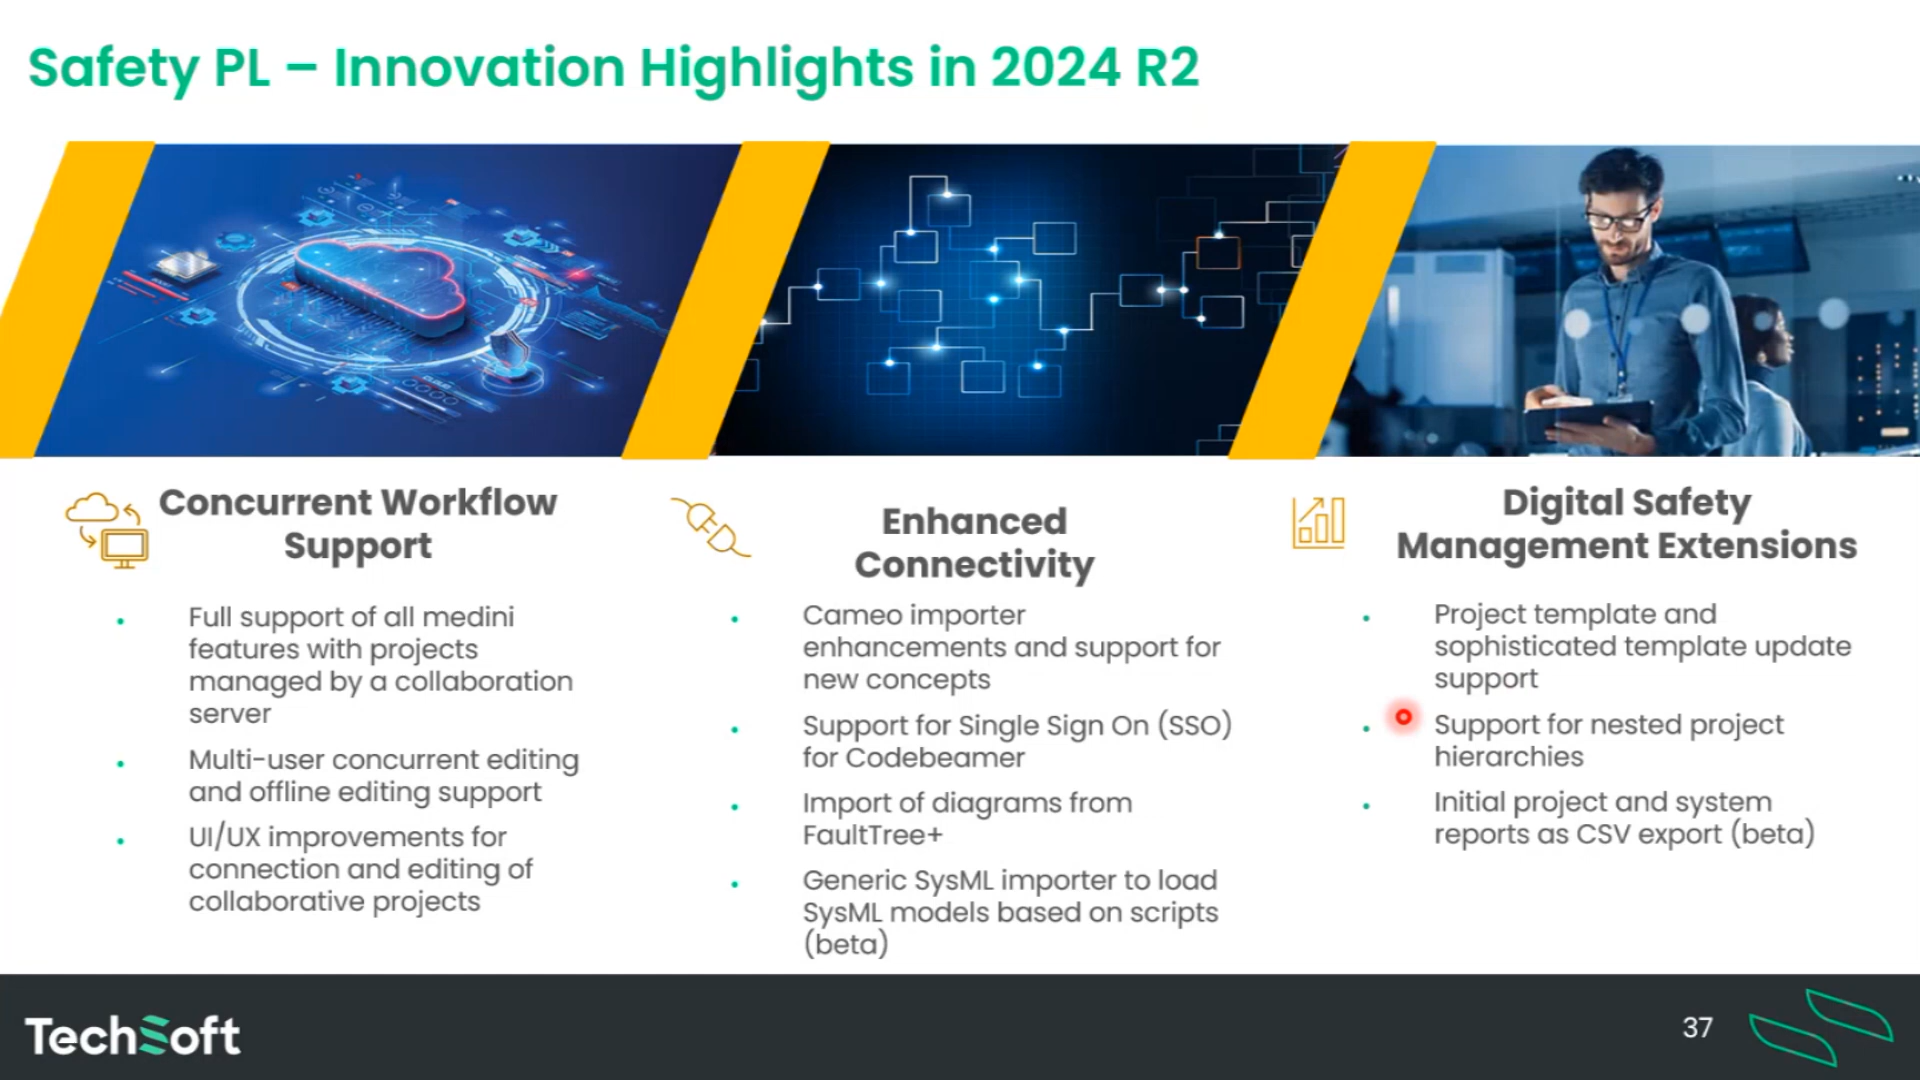 Safety PL – Innovation Highlights in 2024 R2
Concurrent Workflow
Support
• Full support of all medini
features with projects
managed by a collaboration
server
• Multi-user concurrent editing
and offline editing support
• UI/UX improvements for
connection and editing of
collaborative projects
Enhanced
Connectivity
• Cameo importer
enhancements and support for
new concepts
• Support for Single Sign On (SSO)
for Codebeamer
• Import of diagrams from
FaultTree+
• Generic SysML importer to load
SysML models based on scripts
(beta)
Digital Safety
Management Extensions
• Project template and
sophisticated template update
support
• Support for nested project
hierarchies
• Initial project and system
reports as CSV export (beta)
TechSoft
37